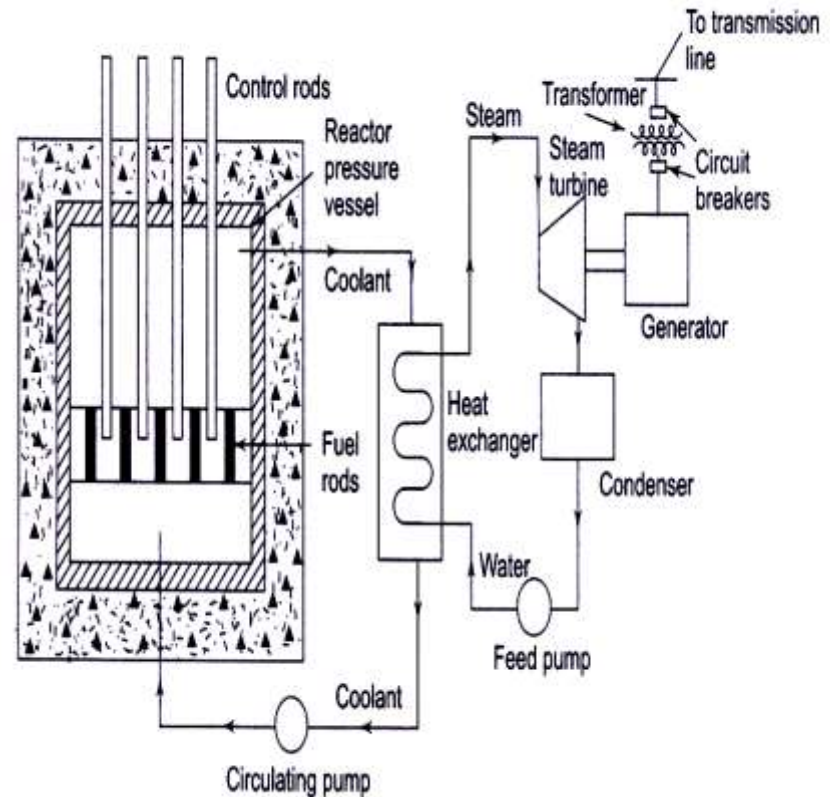 To transmission
line
Control rods
Transformer
Steam
Reactor
pressure
vessel
Steam
turbine
Circuit
breakers
Coolant
Generator
Heat
exchanger
Fuel
rods
Condenser
Water
Feed pump
Coolant
Circulating pump